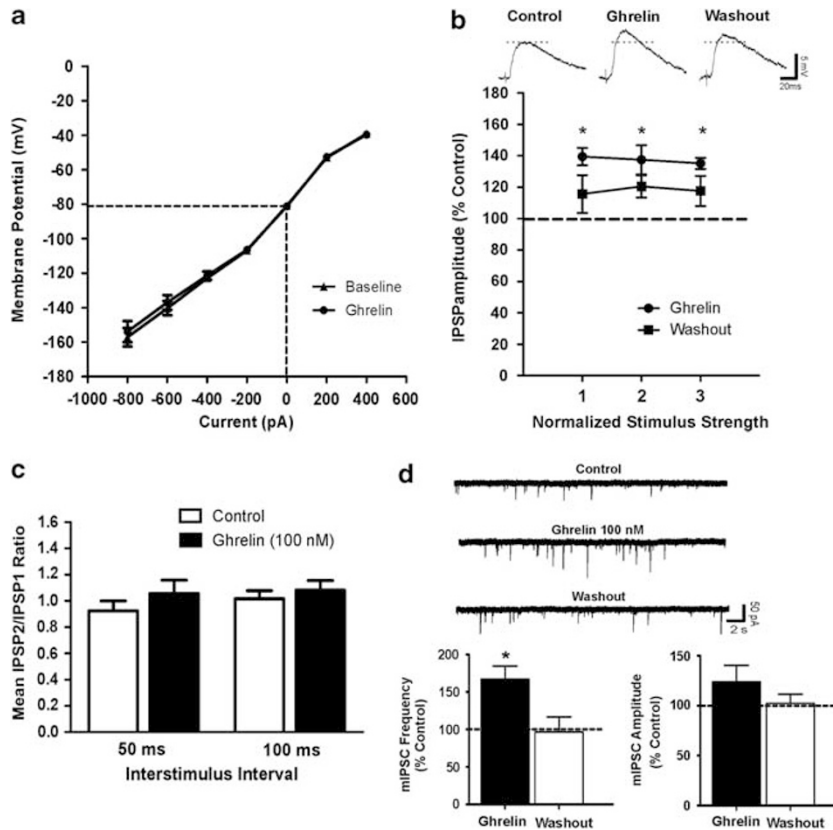 a
0
-20
-40
-60
-80
-100
-120
-140
-160
-180
Membrane Potential (mV)
Baseline
Ghrelin
-1000 -800 -600 -400 -200 0 200 400 600
Current (pA)
b
Control Ghrelin Washout
5 mV
20ms
180
160
140
120
100
80
60
40
20
0
IPSPamplitude (% Control)
* * *
Ghrelin
Washout
1 2 3
Normalized Stimulus Strength
c
1.6
1.4
1.2
1.0
0.8
0.6
0.4
0.2
0.0
Mean IPSP2/IPSP1 Ratio
Control
Ghrelin (100 nM)
50 ms 100 ms
Interstimulus Interval
d
Control
Ghrelin 100 nM
Washout
50 pA
2 s
200
150
100
50
0
mIPSC Frequency
(% Control)
*
Ghrelin Washout
150
100
50
0
mIPSC Amplitude
(% Control)
Ghrelin Washout